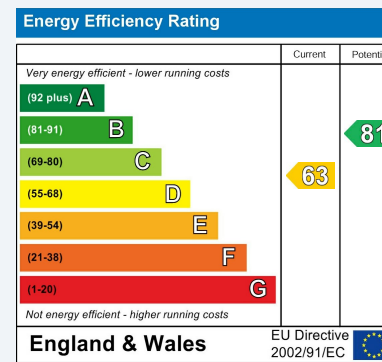 Energy Efficiency Rating
Current Potenti
Very energy efficient - lower running costs
(92 plus) A
(81-91) B
81
(69-80) C
63
(55-68) D
(39-54) E
(21-38) F
(1-20) G
Not energy efficient - higher running costs
England & Wales
EU Directive
2002/91/EC